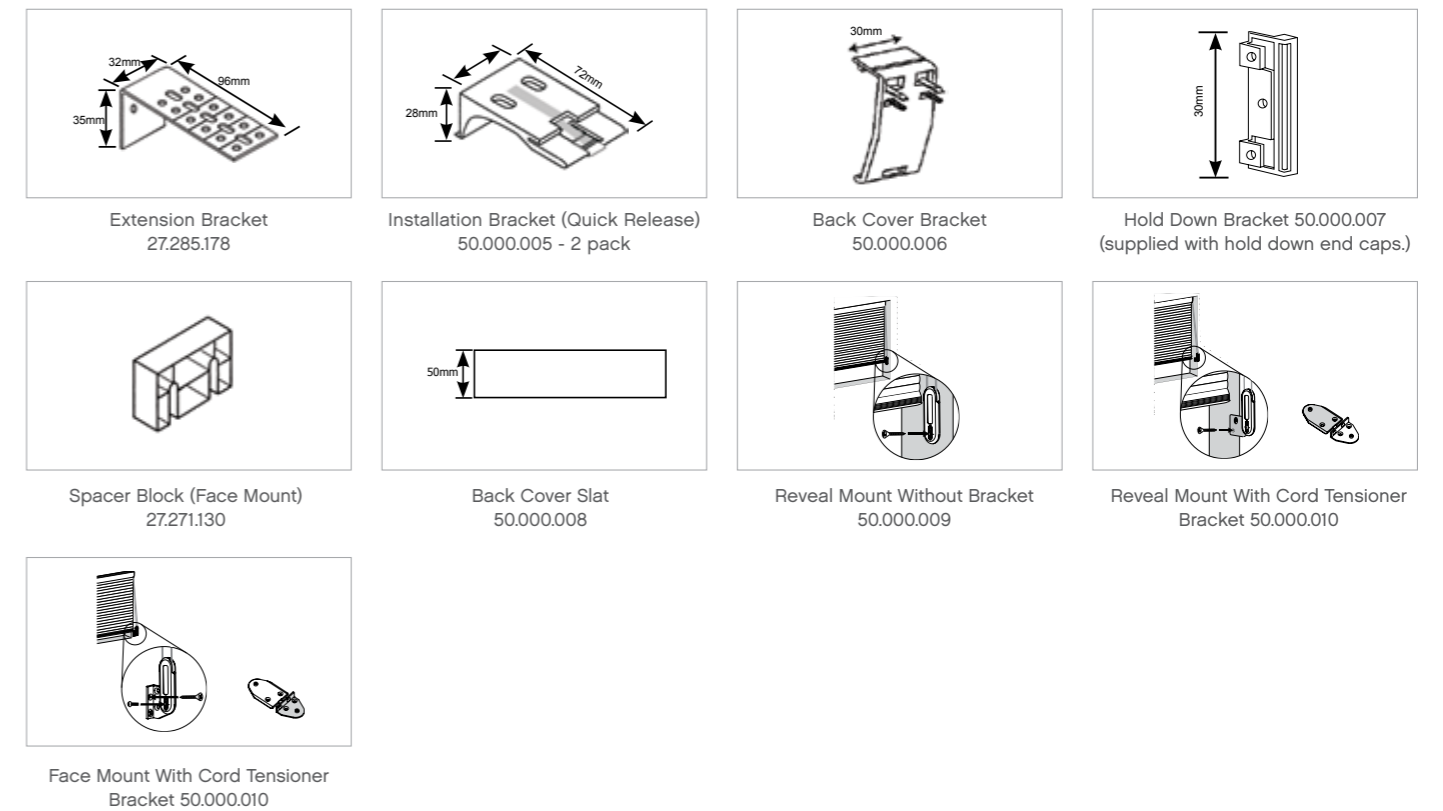 32mm
96mm
35mm
Extension Bracket
27.285.178
72mm
28mm
Installation Bracket (Quick Release)
50.000.005 - 2 pack
30mm
Back Cover Bracket
50.000.006
30mm
Hold Down Bracket 50.000.007
(supplied with hold down end caps.)
Spacer Block (Face Mount)
27.271.130
50mm
Back Cover Slat
50.000.008
Reveal Mount Without Bracket
50.000.009
Reveal Mount With Cord Tensioner
Bracket 50.000.010
Face Mount With Cord Tensioner
Bracket 50.000.010